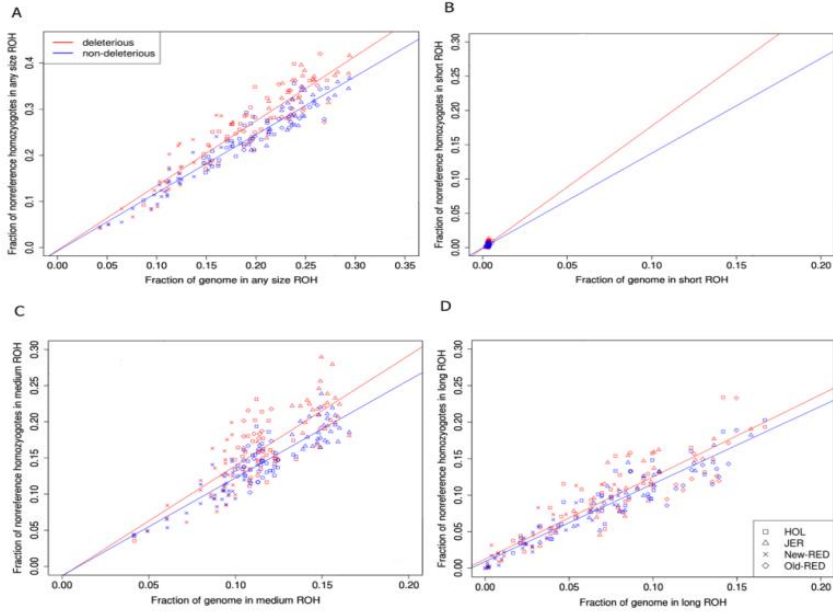 A
deleterious
non-deleterious
Fraction of nonreference homozyogotes in any size ROH
0.0
0.1
0.2
0.3
0.4
0.00 0.05 0.10 0.15 0.20 0.25 0.30 0.35
Fraction of genome in any size ROH
B
Fraction of nonreference homozyogotes in short ROH
0.00
0.05
0.10
0.15
0.20
0.25
0.30
0.00 0.05 0.10 0.15 0.20
Fraction of genome in short ROH
C
Fraction of nonreference homozyogotes in medium ROH
0.00
0.05
0.10
0.15
0.20
0.25
0.30
0.00 0.05 0.10 0.15 0.20
Fraction of genome in medium ROH
D
Fraction of nonreference homozyogotes in long ROH
0.00
0.05
0.10
0.15
0.20
0.25
0.30
0.00 0.05 0.10 0.15 0.20
Fraction of genome in long ROH
HOL
JER
New-RED
Old-RED